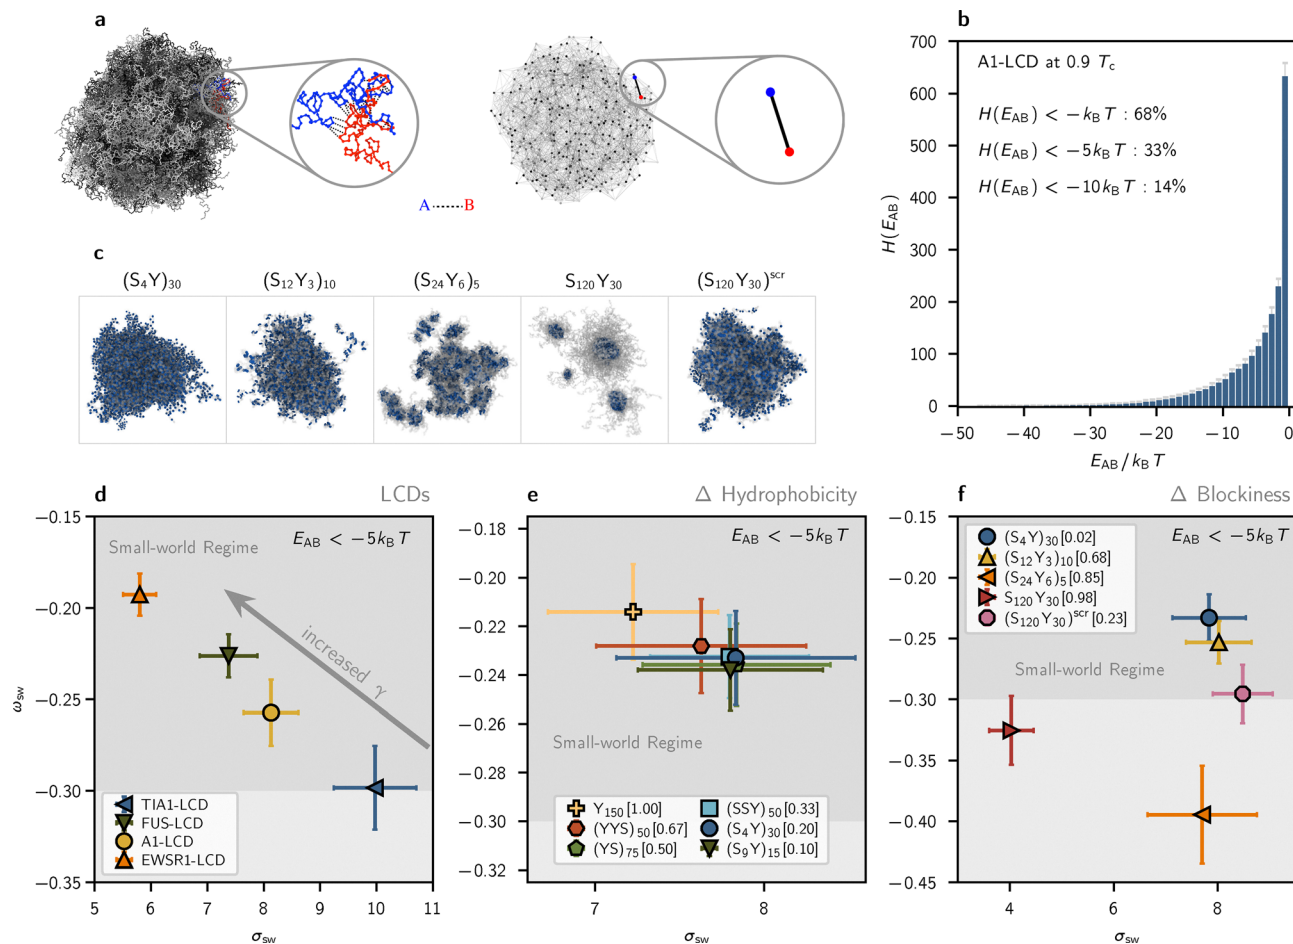 a
A B
b
A1-LCD at 0.9 T_c
H(E_AB) < −k_B T : 68%
H(E_AB) < −5k_B T : 33%
H(E_AB) < −10k_B T : 14%
H(E_AB)
700
600
500
400
300
200
100
0
−50 −40 −30 −20 −10 0
E_AB/k_B T
c
(S₄Y)₃₀ (S₁₂Y₃)₁₀ (S₂₄Y₆)₅ S₁₂₀Y₃₀ (S₁₂₀Y₃₀)^scr
d
LCDs
E_AB < −5k_B T
Small-world Regime
increased γ
ω_sw
−0.15
−0.20
−0.25
−0.30
−0.35
TIA1-LCD
FUS-LCD
A1-LCD
EWSR1-LCD
5 6 7 8 9 10 11
σ_sw
e
Δ Hydrophobicity
E_AB < −5k_B T
Small-world Regime
−0.18
−0.20
−0.22
−0.24
−0.26
−0.28
−0.30
−0.32
Y₁₅₀[1.00] (SSY)₅₀[0.33]
(YYS)₅₀[0.67] (S₄Y)₃₀[0.20]
(YS)₇₅[0.50] (S₉Y)₁₅[0.10]
7 8
σ_sw
f
Δ Blockiness
E_AB < −5k_B T
(S₄Y)₃₀[0.02]
(S₁₂Y₃)₁₀[0.68]
(S₂₄Y₆)₅[0.85]
S₁₂₀Y₃₀[0.98]
(S₁₂₀Y₃₀)^scr[0.23]
Small-world Regime
−0.15
−0.20
−0.25
−0.30
−0.35
−0.40
−0.45
4 6 8
σ_sw